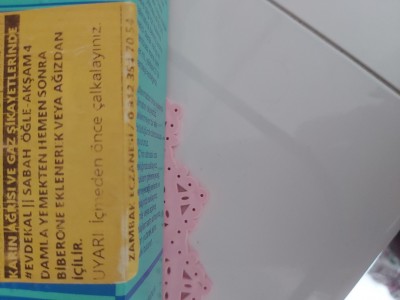 KARIN AĞRISI VE GAZ ŞİKAYETLERİNDE
#EVDEKAL || SABAH ÖĞLE-AKŞAM 4
DAMLA YEMEKTEN HEMEN SONRA
BİBERONE EKLENEREK VEYA AĞIZDAN
İÇİLİR.
UYARI İçmeden önce çalkalayınız.
ZAMBAK ECZANESİ